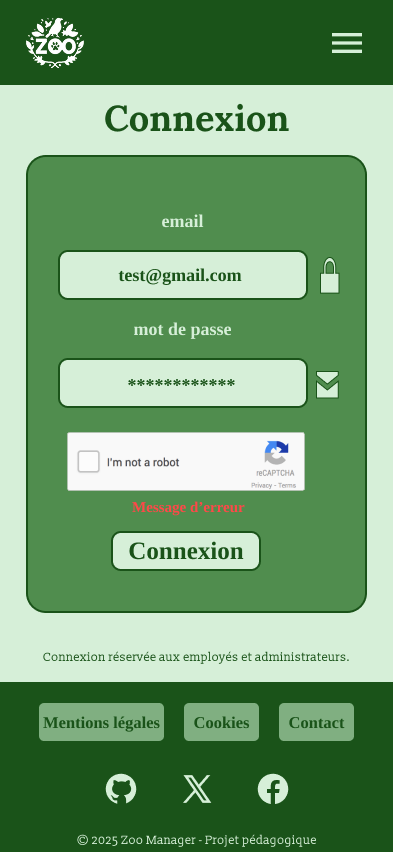 ZOO
Connexion
email
test@gmail.com
mot de passe
************
I'm not a robot
reCAPTCHA
Privacy - Terms
Message d'erreur
Connexion
Connexion réservée aux employés et administrateurs.
Mentions légales Cookies Contact
© 2025 Zoo Manager - Projet pédagogique